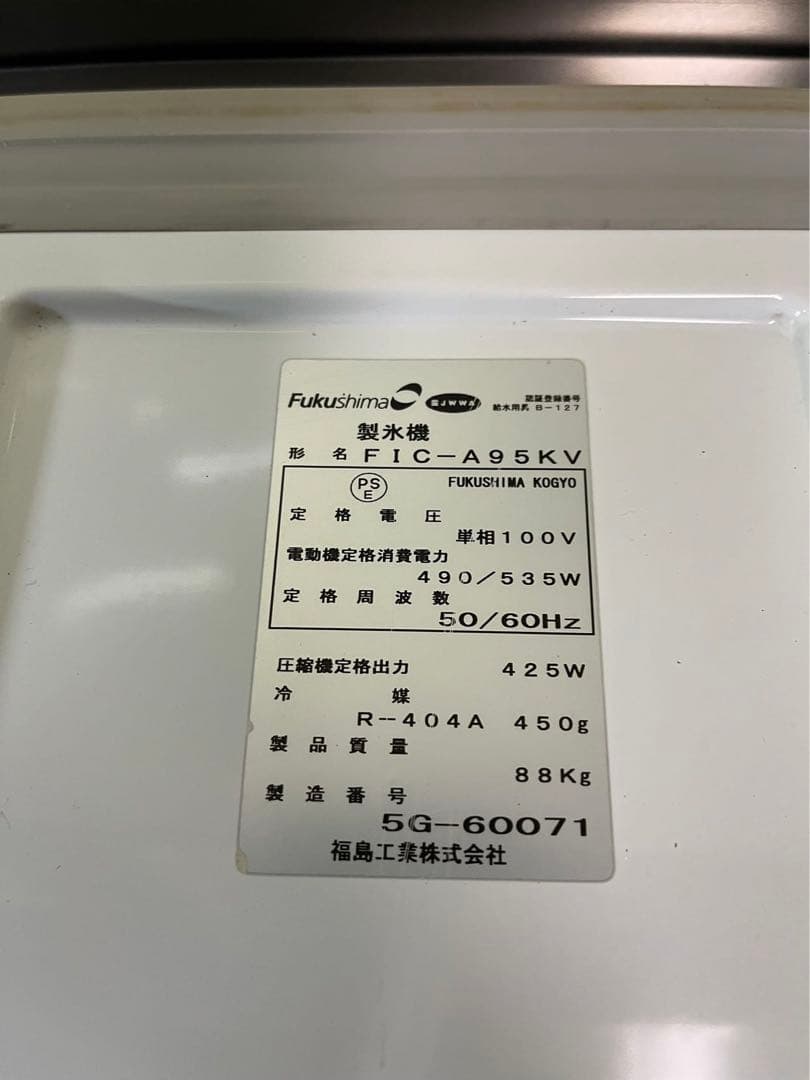 Fukushima JWWA 認証登録番号
給水用具 B-127
製氷機
形名 FIC-A95KV
PSE FUKUSHIMA KOGYO
定格電圧
単相100V
電動機定格消費電力
490/535W
定格周波数
50/60Hz
圧縮機定格出力 425W
冷媒
R-404A 450g
製品質量
88Kg
製造番号
5G-60071
福島工業株式会社